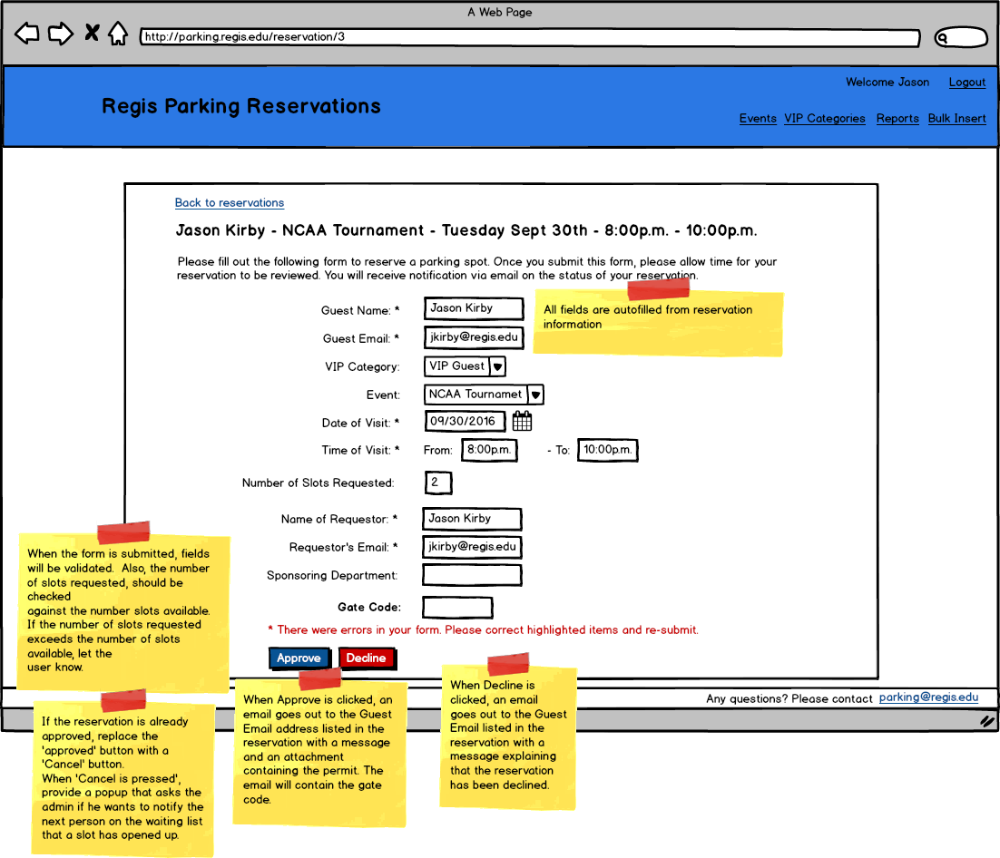 A Web Page
http://parking.regis.edu/reservation/3
Welcome Jason Logout
Regis Parking Reservations
Events VIP Categories Reports Bulk Insert
Back to reservations
Jason Kirby - NCAA Tournament - Tuesday Sept 30th - 8:00p.m. - 10:00p.m.
Please fill out the following form to reserve a parking spot. Once you submit this form, please allow time for your
reservation to be reviewed. You will receive notification via email on the status of your reservation.
Guest Name: * Jason Kirby
All fields are autofilled from reservation
information
Guest Email: * jkirby@regis.edu
VIP Category: VIP Guest
Event: NCAA Tournamet
Date of Visit: * 09/30/2016
Time of Visit: * From: 8:00p.m. - To: 10:00p.m.
Number of Slots Requested: 2
Name of Requestor: * Jason Kirby
Requestor's Email: * jkirby@regis.edu
Sponsoring Department:
Gate Code:
* There were errors in your form. Please correct highlighted items and re-submit.
Approve Decline
When the form is submitted, fields
will be validated. Also, the number
of slots requested, should be
checked
against the number slots available.
If the number of slots requested
exceeds the number of slots
available, let the
user know.
Any questions? Please contact parking@regis.edu
If the reservation is already
approved, replace the
'approved' button with a
'Cancel' button.
When 'Cancel is pressed',
provide a popup that asks the
admin if he wants to notify the
next person on the waiting list
that a slot has opened up.
When Approve is clicked, an
email goes out to the Guest
Email address listed in the
reservation with a message
and an attachment
containing the permit. The
email will contain the gate
code.
When Decline is
clicked, an email
goes out to the Guest
Email listed in the
reservation with a
message explaining
that the reservation
has been declined.